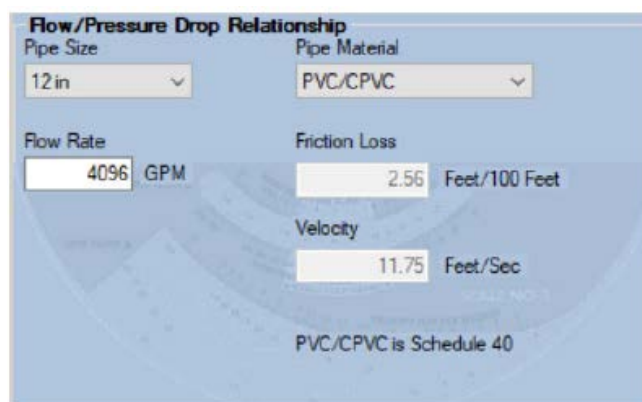 Flow/Pressure Drop Relationship
Pipe Size
Pipe Material
12 in
PVC/CPVC
Flow Rate
Friction Loss
4096 GPM
2.56 Feet/100 Feet
Velocity
11.75 Feet/Sec
PVC/CPVC is Schedule 40